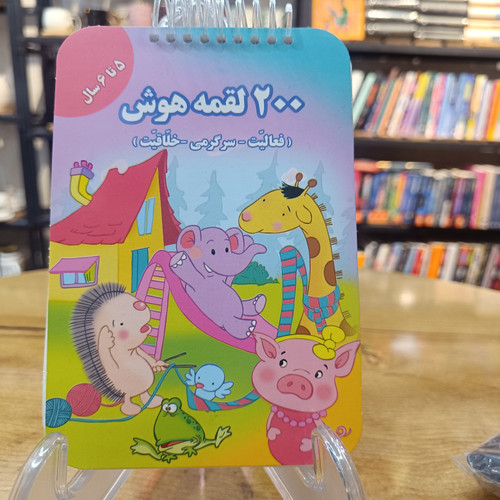 ۵ تا ۶ سال
۲۰۰ لقمه هوش
(فعالیّت - سرگرمی - خلّاقیّت)